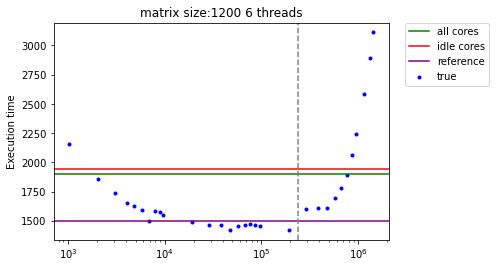 matrix size:1200 6 threads
Execution time
3000
2750
2500
2250
2000
1750
1500
10³
10⁴
10⁵
10⁶
all cores
idle cores
reference
true